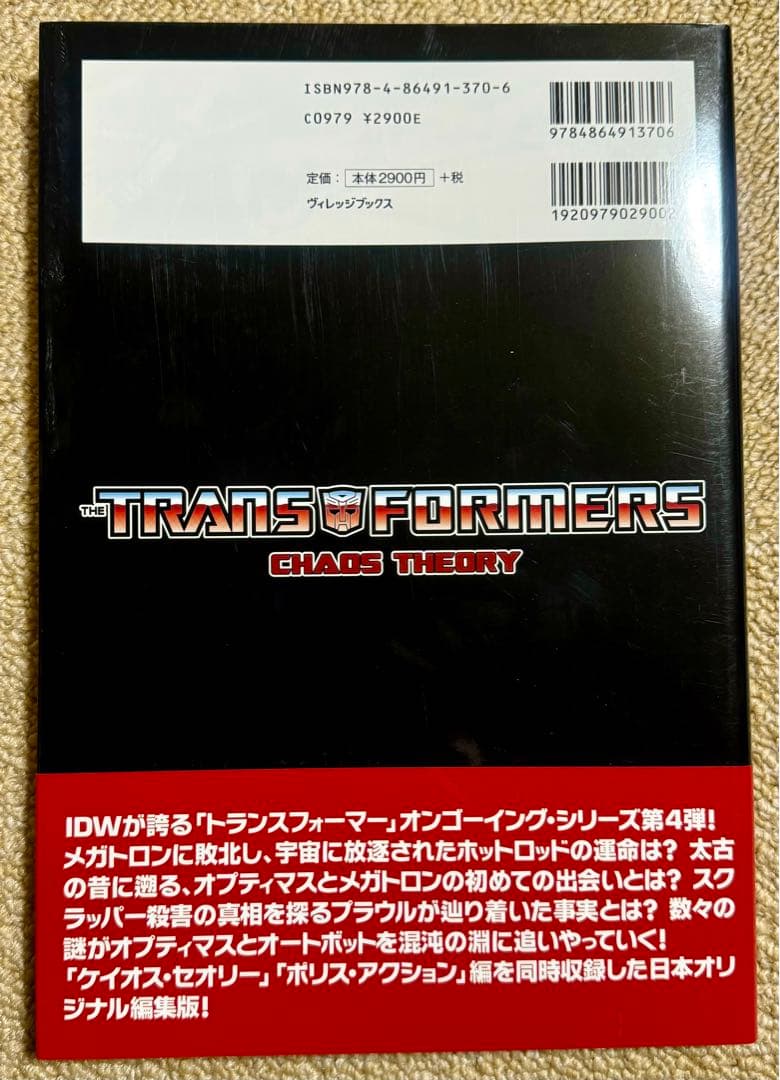 ISBN978-4-86491-370-6
C0979 ¥2900E
9784864913706
定価：本体2900円+税
ヴィレッジブックス
1920979029002
THE TRANSFORMERS
CHAOS THEORY
IDWが誇る「トランスフォーマー」オンゴーイング・シリーズ第4弾！
メガトロンに敗北し、宇宙に放逐されたホットロッドの運命は？ 太古
の昔に遡る、オプティマスとメガトロンの初めての出会いとは？ スク
ラッパー殺害の真相を探るプラウルが辿り着いた事実とは？ 数々の
謎がオプティマスとオートボットを混沌の淵に追いやっていく！
「ケイオス・セオリー」「ポリス・アクション」編を同時収録した日本オリ
ジナル編集版！